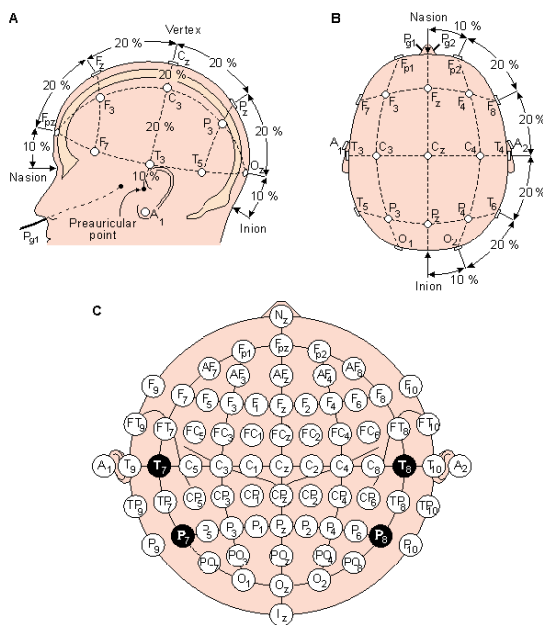 A
Vertex
20 %
20 %
Fz
Cz
20 %
20 %
20 %
F3
C3
Pz
Fpz
20 %
P3
20 %
10 %
F7
T3
T5
Oz
Nasion
10 %
10 %
Preauricular
point
A1
Inion
Pg1
B
Nasion
10 %
Pg1
Pg2
Fp1
Fp2
20 %
F7
F3
Fz
F4
F8
20 %
A1
T3
C3
Cz
C4
T4
A2
20 %
T5
P3
Pz
P4
T6
20 %
O1
Oz
10 %
Inion
C
Nz
Fp1
Fpz
Fp2
AF7
AF3
AFz
AF4
AF8
F9
F7
F5
F3
F1
Fz
F2
F4
F6
F8
F10
FT9
FT7
FC5
FC3
FC1
FCz
FC2
FC4
FC6
FT8
FT10
A1
T9
T7
C5
C3
C1
Cz
C2
C4
C8
T8
T10
A2
TP9
TP7
CP5
CP3
CP1
CPz
CP2
CP4
CP6
TP8
TP10
P9
P7
P5
P3
P1
Pz
P2
P4
P6
P8
P10
PO7
PO3
POz
PO4
PO8
O1
Oz
O2
Iz